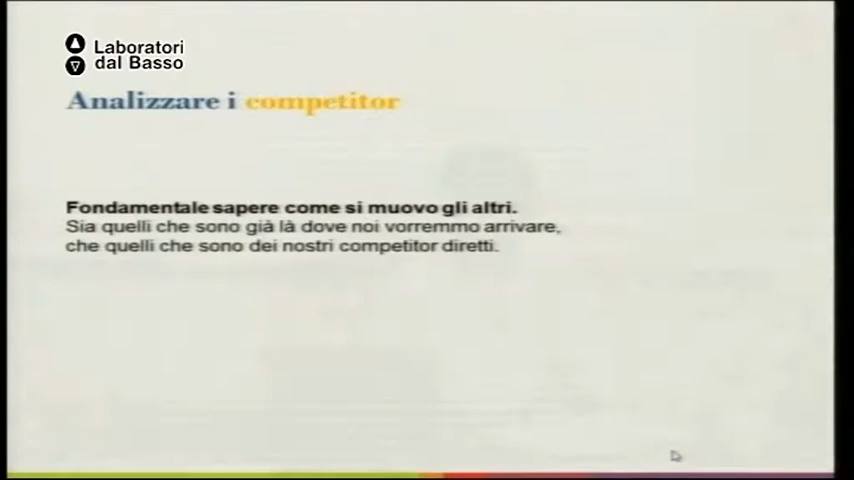 Laboratori
dal Basso
Analizzare i competitor
Fondamentale sapere come si muovo gli altri.
Sia quelli che sono già là dove noi vorremmo arrivare,
che quelli che sono dei nostri competitor diretti.